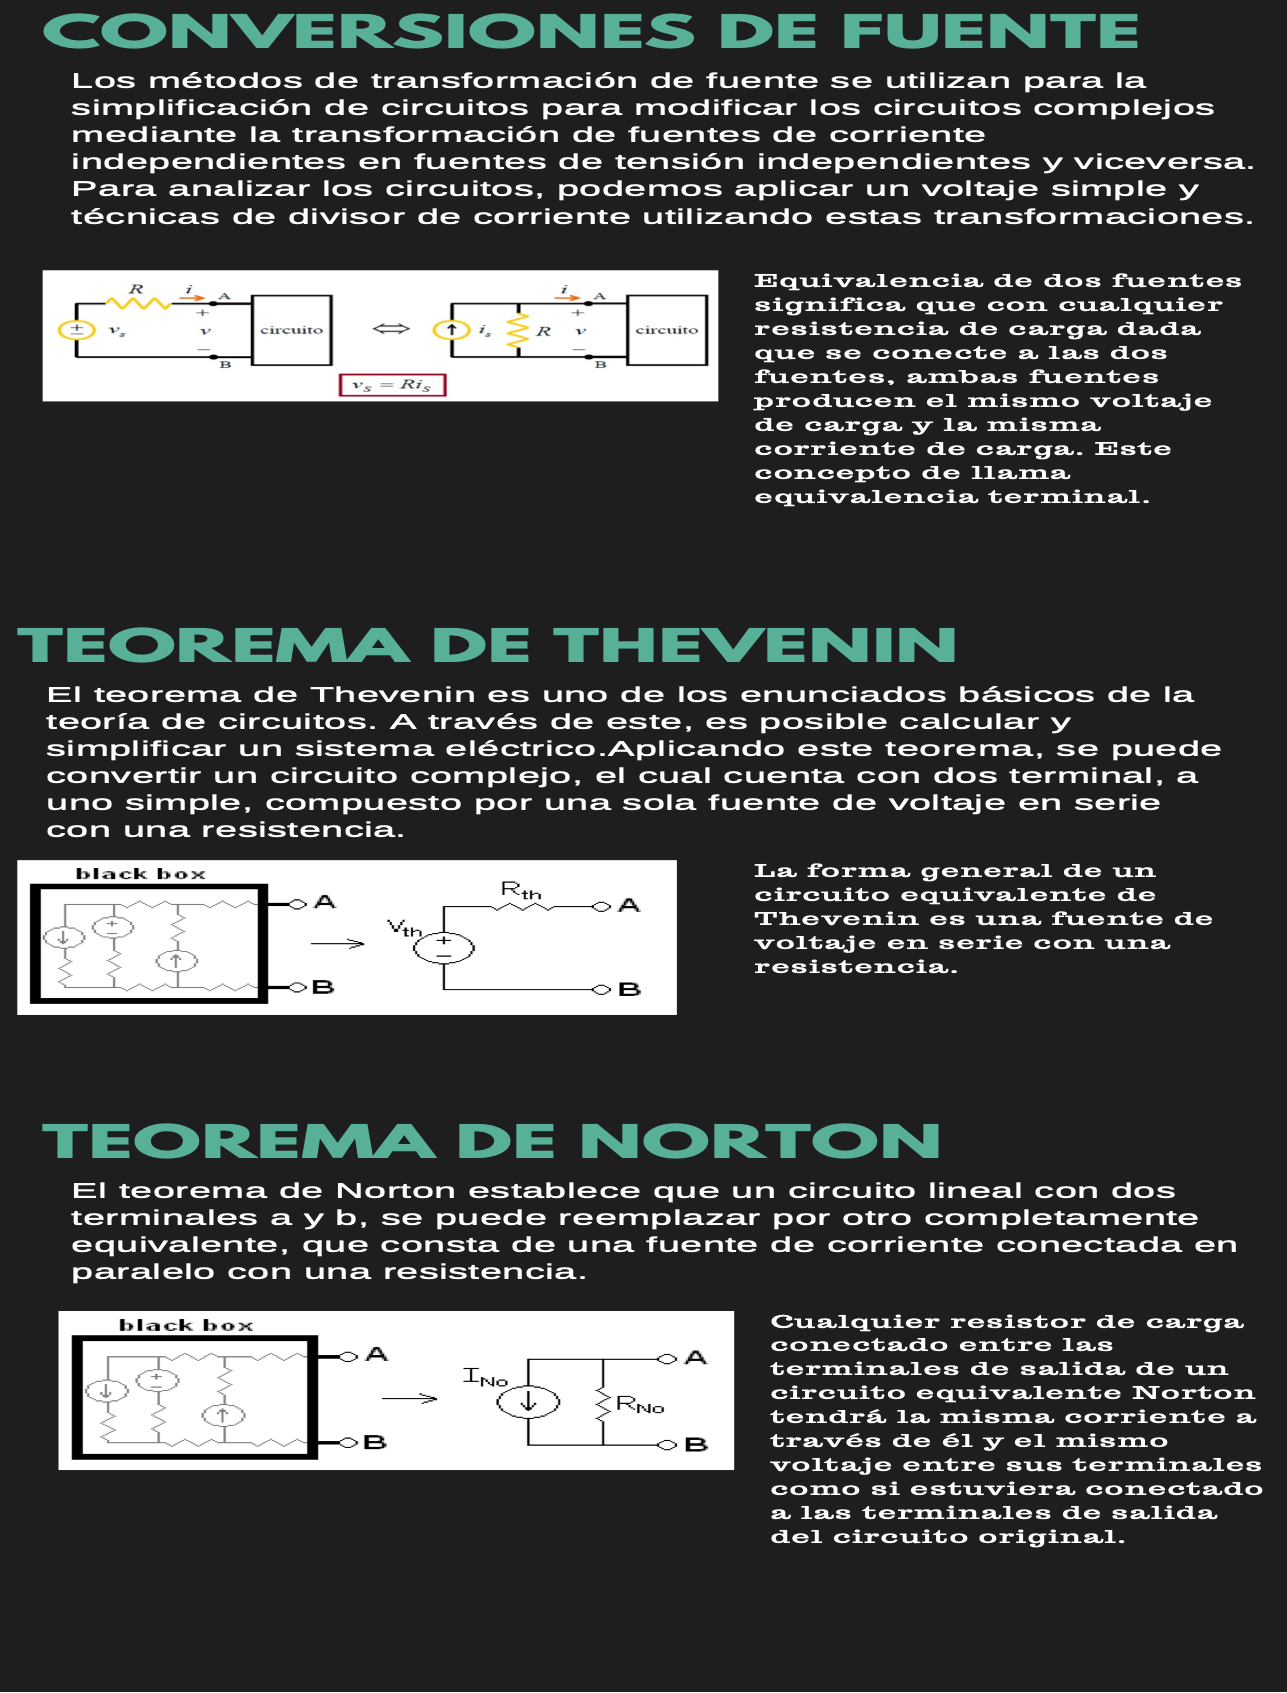 CONVERSIONES DE FUENTE
Los métodos de transformación de fuente se utilizan para la
simplificación de circuitos para modificar los circuitos complejos
mediante la transformación de fuentes de corriente
independientes en fuentes de tensión independientes y viceversa.
Para analizar los circuitos, podemos aplicar un voltaje simple y
técnicas de divisor de corriente utilizando estas transformaciones.
R i A
+
± vs v circuito
−
B
⇔
i A
+
is R v circuito
−
B
vS = RiS
Equivalencia de dos fuentes
significa que con cualquier
resistencia de carga dada
que se conecte a las dos
fuentes, ambas fuentes
producen el mismo voltaje
de carga y la misma
corriente de carga. Este
concepto de llama
equivalencia terminal.
TEOREMA DE THEVENIN
El teorema de Thevenin es uno de los enunciados básicos de la
teoría de circuitos. A través de este, es posible calcular y
simplificar un sistema eléctrico.Aplicando este teorema, se puede
convertir un circuito complejo, el cual cuenta con dos terminal, a
uno simple, compuesto por una sola fuente de voltaje en serie
con una resistencia.
black box
A
B
Rth
Vth
A
B
La forma general de un
circuito equivalente de
Thevenin es una fuente de
voltaje en serie con una
resistencia.
TEOREMA DE NORTON
El teorema de Norton establece que un circuito lineal con dos
terminales a y b, se puede reemplazar por otro completamente
equivalente, que consta de una fuente de corriente conectada en
paralelo con una resistencia.
black box
A
B
INo
RNo
A
B
Cualquier resistor de carga
conectado entre las
terminales de salida de un
circuito equivalente Norton
tendrá la misma corriente a
través de él y el mismo
voltaje entre sus terminales
como si estuviera conectado
a las terminales de salida
del circuito original.